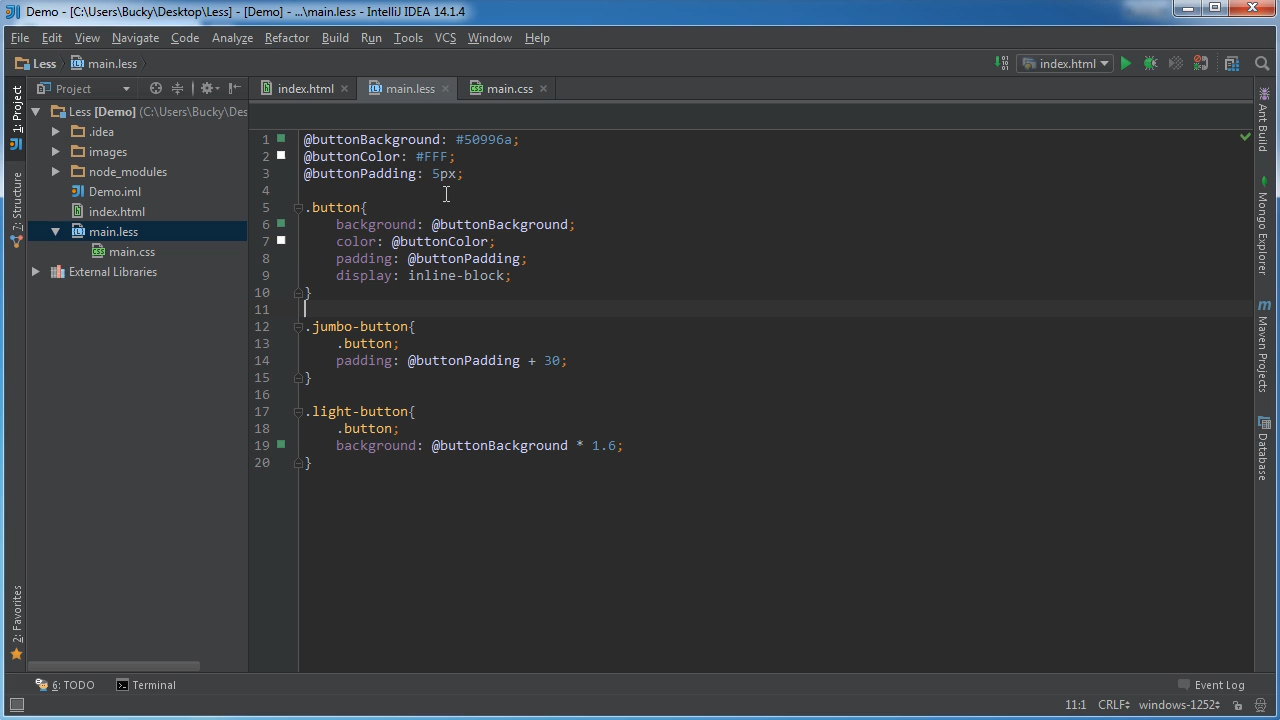 Demo - [C:\Users\Bucky\Desktop\Less] - [Demo] - ...\main.less - IntelliJ IDEA 14.1.4
File Edit View Navigate Code Analyze Refactor Build Run Tools VCS Window Help
Less main.less index.html
1: Project
7: Structure
2: Favorites
Project
Less [Demo] (C:\Users\Bucky\Des
.idea
images
node_modules
Demo.iml
index.html
main.less
main.css
External Libraries
index.html main.less main.css
1 @buttonBackground: #50996a;
2 @buttonColor: #FFF;
3 @buttonPadding: 5px;
4
5 .button{
6 background: @buttonBackground;
7 color: @buttonColor;
8 padding: @buttonPadding;
9 display: inline-block;
10 }
11
12 .jumbo-button{
13 .button;
14 padding: @buttonPadding + 30;
15 }
16
17 .light-button{
18 .button;
19 background: @buttonBackground * 1.6;
20 }
Ant Build
Mongo Explorer
Maven Projects
Database
6: TODO Terminal Event Log
11:1 CRLF windows-1252